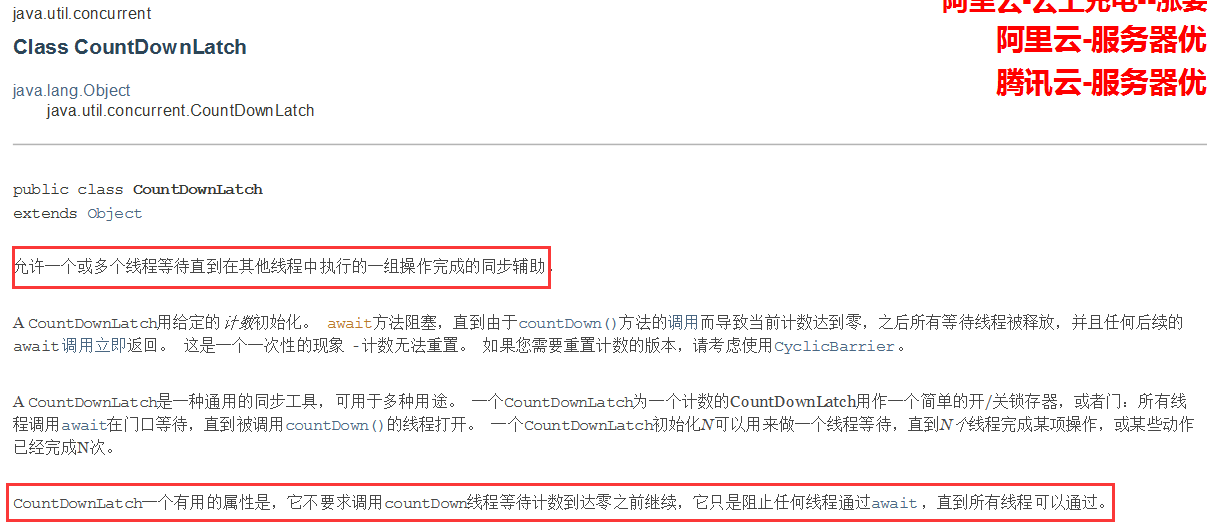 java.util.concurrent
阿里云-云上充电--涨姿
Class CountDownLatch
阿里云-服务器优
腾讯云-服务器优
java.lang.Object
java.util.concurrent.CountDownLatch
public class CountDownLatch
extends Object
允许一个或多个线程等待直到在其他线程中执行的一组操作完成的同步辅助。
A CountDownLatch用给定的计数初始化。 await方法阻塞，直到由于countDown()方法的调用而导致当前计数达到零，之后所有等待线程被释放，并且任何后续的
await调用立即返回。 这是一个一次性的现象 -计数无法重置。 如果您需要重置计数的版本，请考虑使用CyclicBarrier 。
A CountDownLatch是一种通用的同步工具，可用于多种用途。 一个CountDownLatch为一个计数的CountDownLatch用作一个简单的开/关锁存器，或者门：所有线
程调用await在门口等待，直到被调用countDown()的线程打开。 一个CountDownLatch初始化N可以用来做一个线程等待，直到N个线程完成某项操作，或某些动作
已经完成N次。
CountDownLatch一个有用的属性是，它不要求调用countDown线程等待计数到达零之前继续，它只是阻止任何线程通过await ，直到所有线程可以通过。